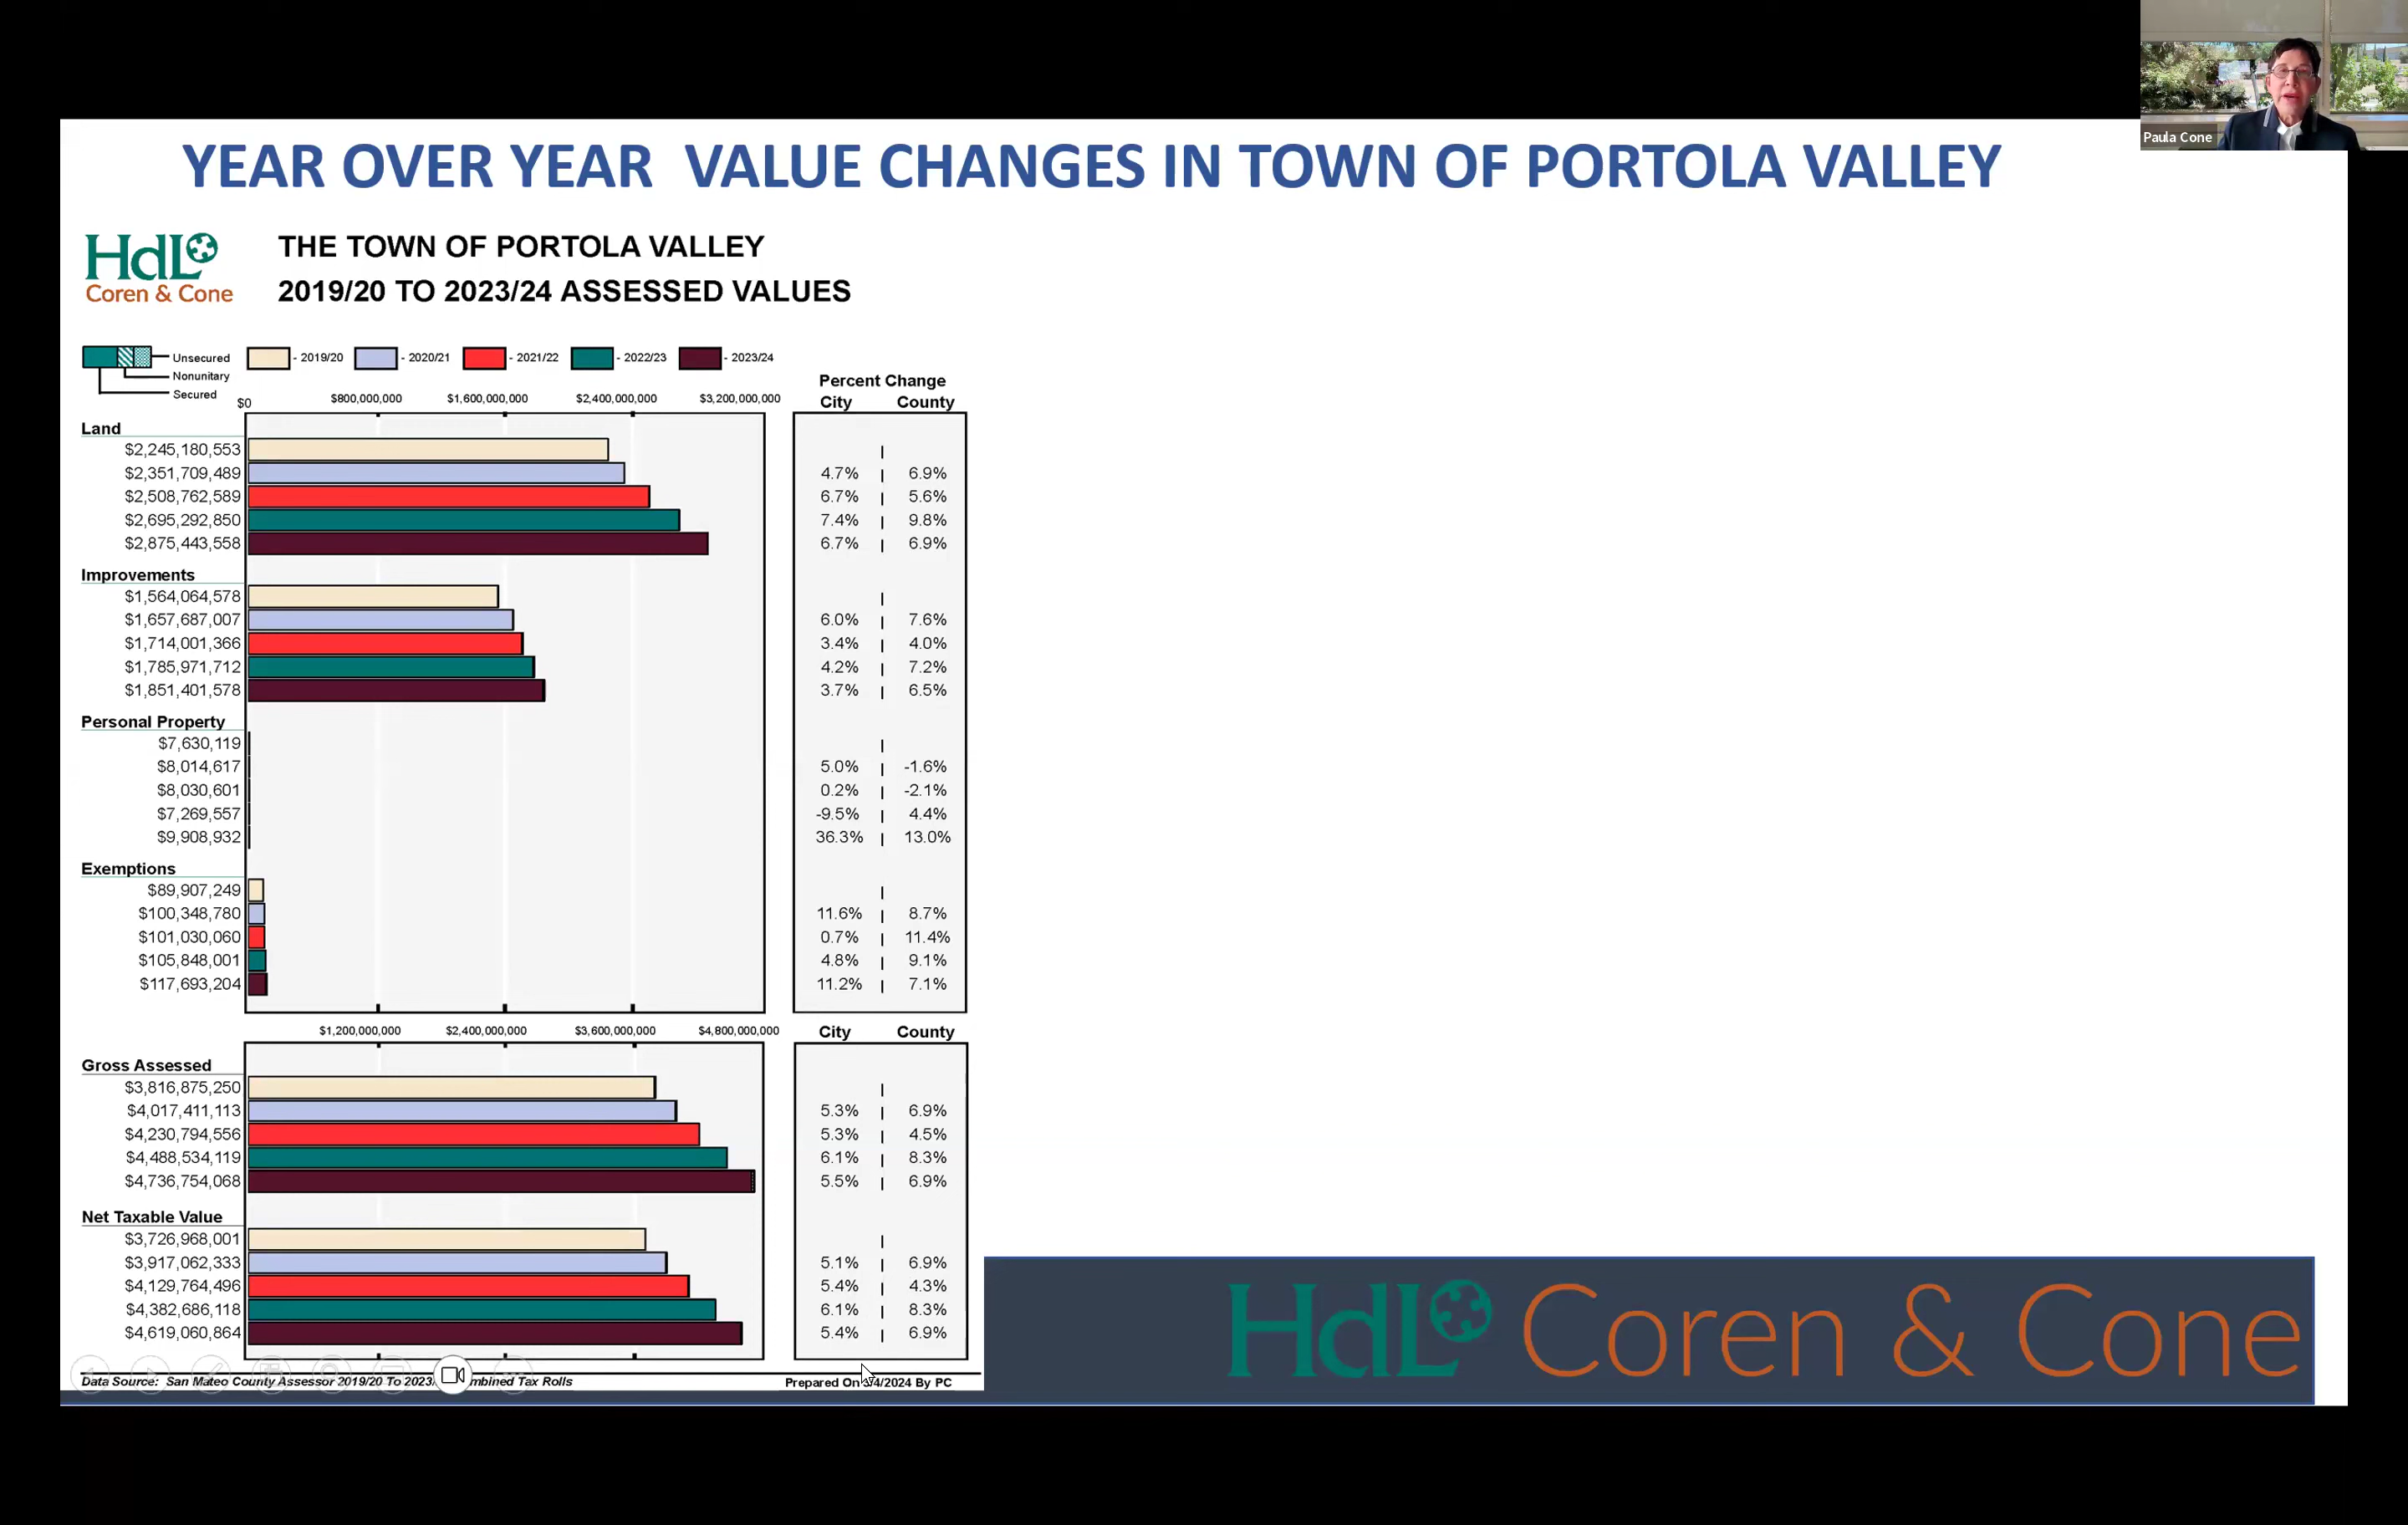 Paula Cone
YEAR OVER YEAR VALUE CHANGES IN TOWN OF PORTOLA VALLEY
HdL
Coren & Cone
THE TOWN OF PORTOLA VALLEY
2019/20 TO 2023/24 ASSESSED VALUES
Unsecured
Nonunitary
Secured
- 2019/20 - 2020/21 - 2021/22 - 2022/23 - 2023/24
Percent Change
$0 $800,000,000 $1,600,000,000 $2,400,000,000 $3,200,000,000 City County
Land
$2,245,180,553
$2,351,709,489 4.7% 6.9%
$2,508,762,589 6.7% 5.6%
$2,695,292,850 7.4% 9.8%
$2,875,443,558 6.7% 6.9%
Improvements
$1,564,064,578
$1,657,687,007 6.0% 7.6%
$1,714,001,366 3.4% 4.0%
$1,785,971,712 4.2% 7.2%
$1,851,401,578 3.7% 6.5%
Personal Property
$7,630,119
$8,014,617 5.0% -1.6%
$8,030,601 0.2% -2.1%
$7,269,557 -9.5% 4.4%
$9,908,932 36.3% 13.0%
Exemptions
$89,907,249
$100,348,780 11.6% 8.7%
$101,030,060 0.7% 11.4%
$105,848,001 4.8% 9.1%
$117,693,204 11.2% 7.1%
$1,200,000,000 $2,400,000,000 $3,600,000,000 $4,800,000,000 City County
Gross Assessed
$3,816,875,250
$4,017,411,113 5.3% 6.9%
$4,230,794,556 5.3% 4.5%
$4,488,534,119 6.1% 8.3%
$4,736,754,068 5.5% 6.9%
Net Taxable Value
$3,726,968,001
$3,917,062,333 5.1% 6.9%
$4,129,764,496 5.4% 4.3%
$4,382,686,118 6.1% 8.3%
$4,619,060,864 5.4% 6.9%
Data Source: San Mateo County Assessor 2019/20 To 2023/ mbined Tax Rolls Prepared On /4/2024 By PC
HdL Coren & Cone